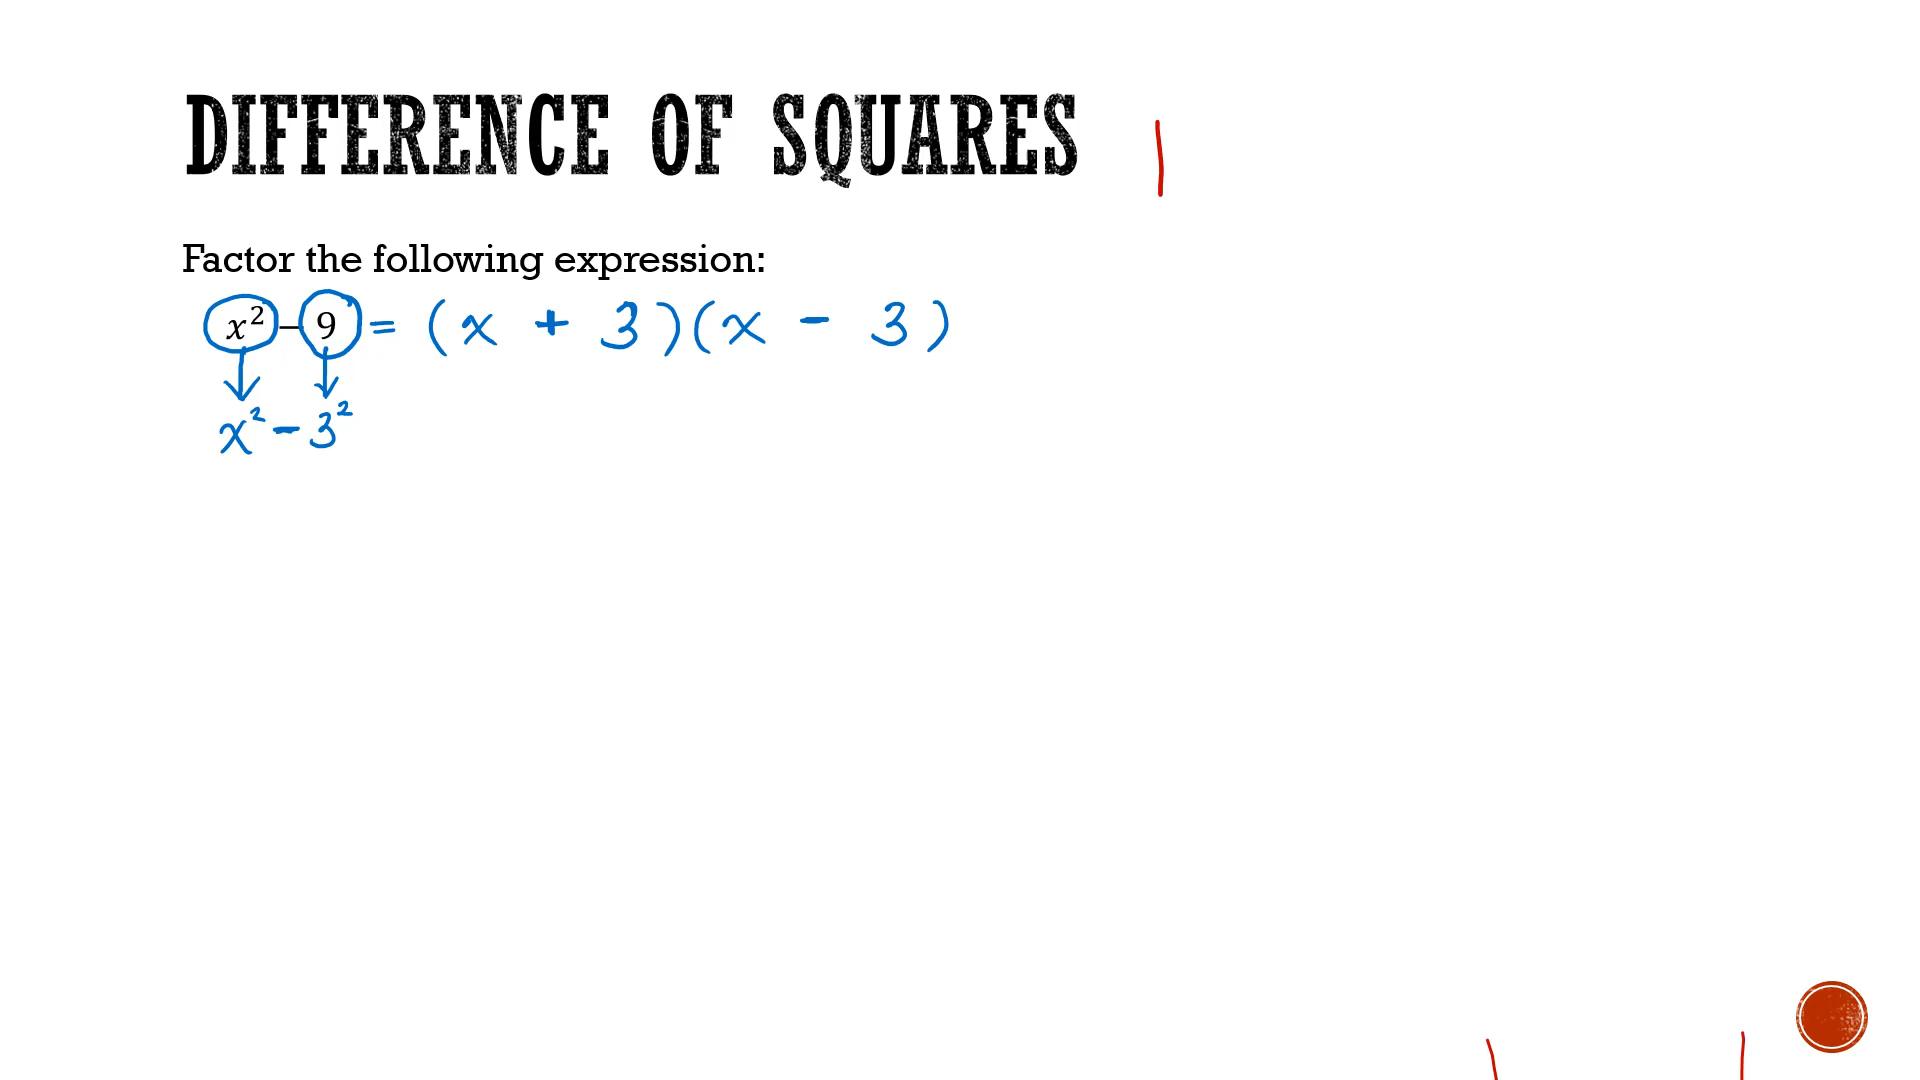 DIFFERENCE OF SQUARES
Factor the following expression:
x² – 9 = (x + 3)(x - 3)
x² - 3²